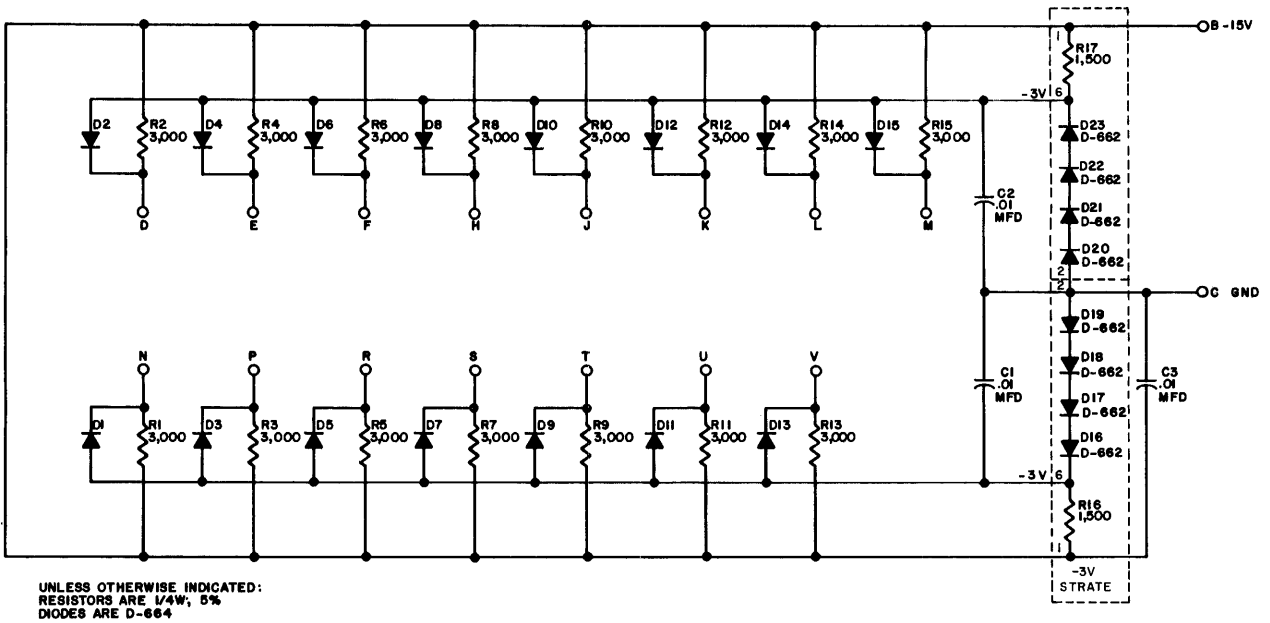 B -15V
1
R17
1,500
-3V 6
D2
R2
3,000
D4
R4
3,000
D6
R6
3,000
D8
R8
3,000
D10
R10
3,000
D12
R12
3,000
D14
R14
3,000
D15
R15
3,000
D23
D-662
D22
D-662
D21
D-662
D20
D-662
C2
.01
MFD
D
E
F
H
J
K
L
M
2
2
C GND
D19
D-662
D18
D-662
D17
D-662
D16
D-662
C1
.01
MFD
C3
.01
MFD
N
P
R
S
T
U
V
D1
R1
3,000
D3
R3
3,000
D5
R5
3,000
D7
R7
3,000
D9
R9
3,000
D11
R11
3,000
D13
R13
3,000
-3V 6
R16
1,500
1
-3V
STRATE
UNLESS OTHERWISE INDICATED:
RESISTORS ARE 1/4W; 5%
DIODES ARE D-664